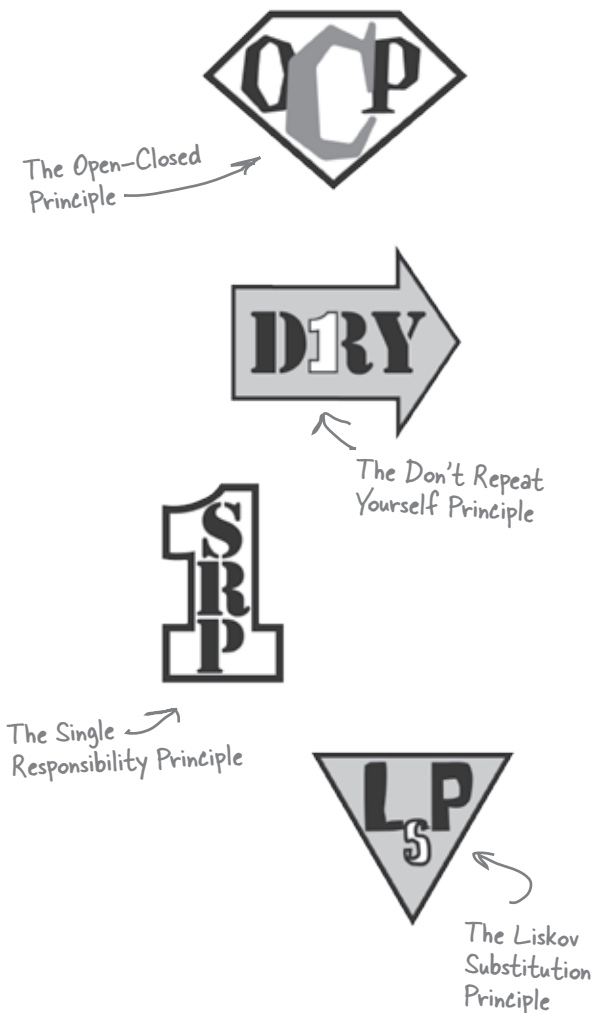 OCP
The Open-Closed
Principle
D1RY
The Don't Repeat
Yourself Principle
S
R
P
The Single
Responsibility Principle
LSP
The Liskov
Substitution
Principle